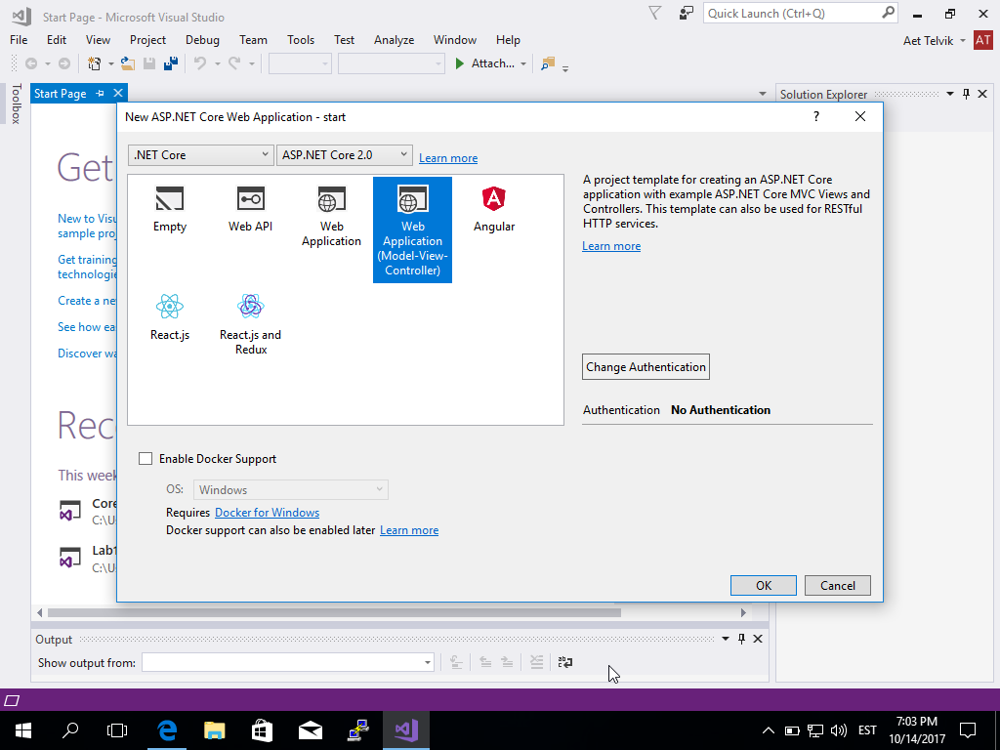 Start Page - Microsoft Visual Studio
Quick Launch (Ctrl+Q)
File Edit View Project Debug Team Tools Test Analyze Window Help
Aet Telvik AT
Attach...
Toolbox
Start Page
Solution Explorer
New ASP.NET Core Web Application - start
?
.NET Core
ASP.NET Core 2.0
Learn more
Empty
Web API
Web
Application
Web
Application
(Model-View-
Controller)
Angular
React.js
React.js and
Redux
A project template for creating an ASP.NET Core
application with example ASP.NET Core MVC Views and
Controllers. This template can also be used for RESTful
HTTP services.
Learn more
Change Authentication
Authentication No Authentication
Enable Docker Support
OS: Windows
Requires Docker for Windows
Docker support can also be enabled later Learn more
OK
Cancel
Get
New to Visu
sample proj
Get training
technologie
Create a ne
See how eas
Discover wa
Rec
This week
Core
C:\U
Lab1
C:\U
Output
Show output from:
EST
7:03 PM
10/14/2017